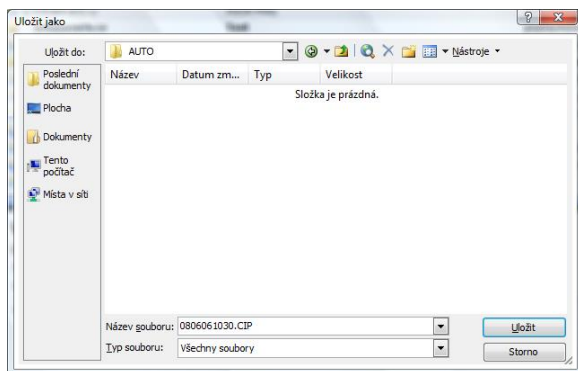 Uložit jako
Uložit do: AUTO Nástroje
Poslední dokumenty
Plocha
Dokumenty
Tento počítač
Místa v síti
Název Datum zm... Typ Velikost
Složka je prázdná.
Název souboru: 0806061030.CIP Uložit
Typ souboru: Všechny soubory Storno